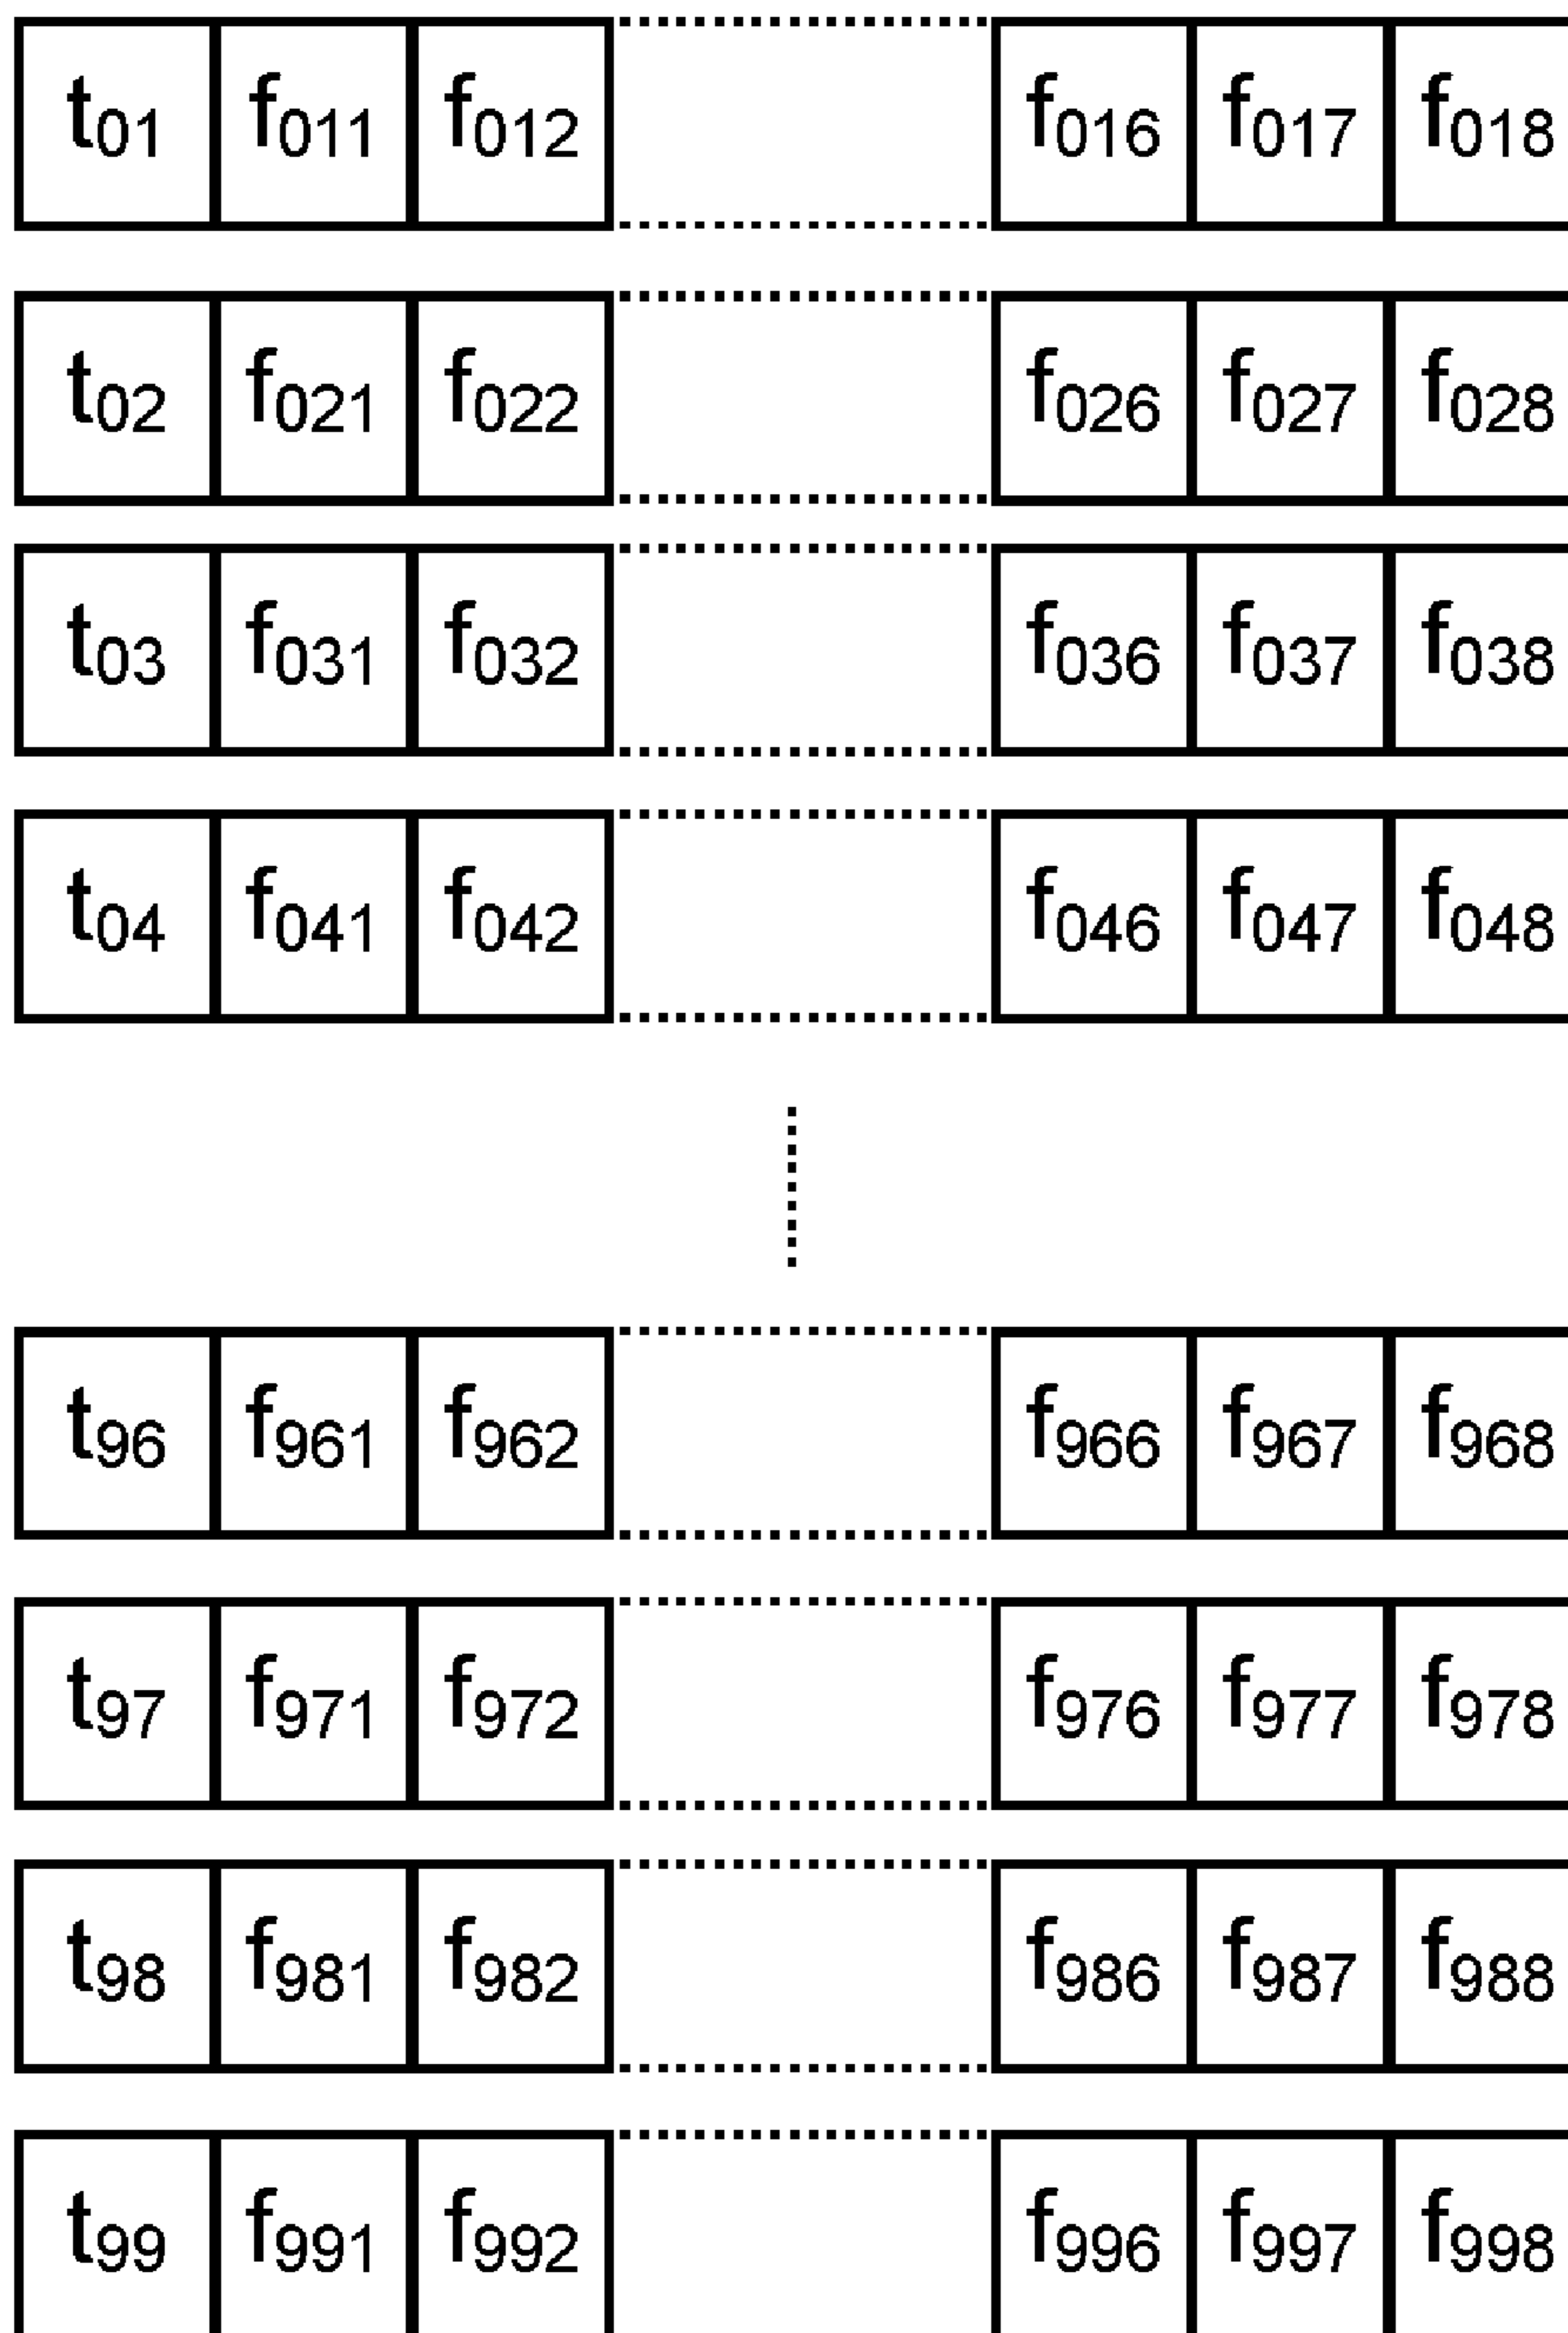 t01 f011 f012 f016 f017 f018
t02 f021 f022 f026 f027 f028
t03 f031 f032 f036 f037 f038
t04 f041 f042 f046 f047 f048
t96 f961 f962 f966 f967 f968
t97 f971 f972 f976 f977 f978
t98 f981 f982 f986 f987 f988
t99 f991 f992 f996 f997 f998